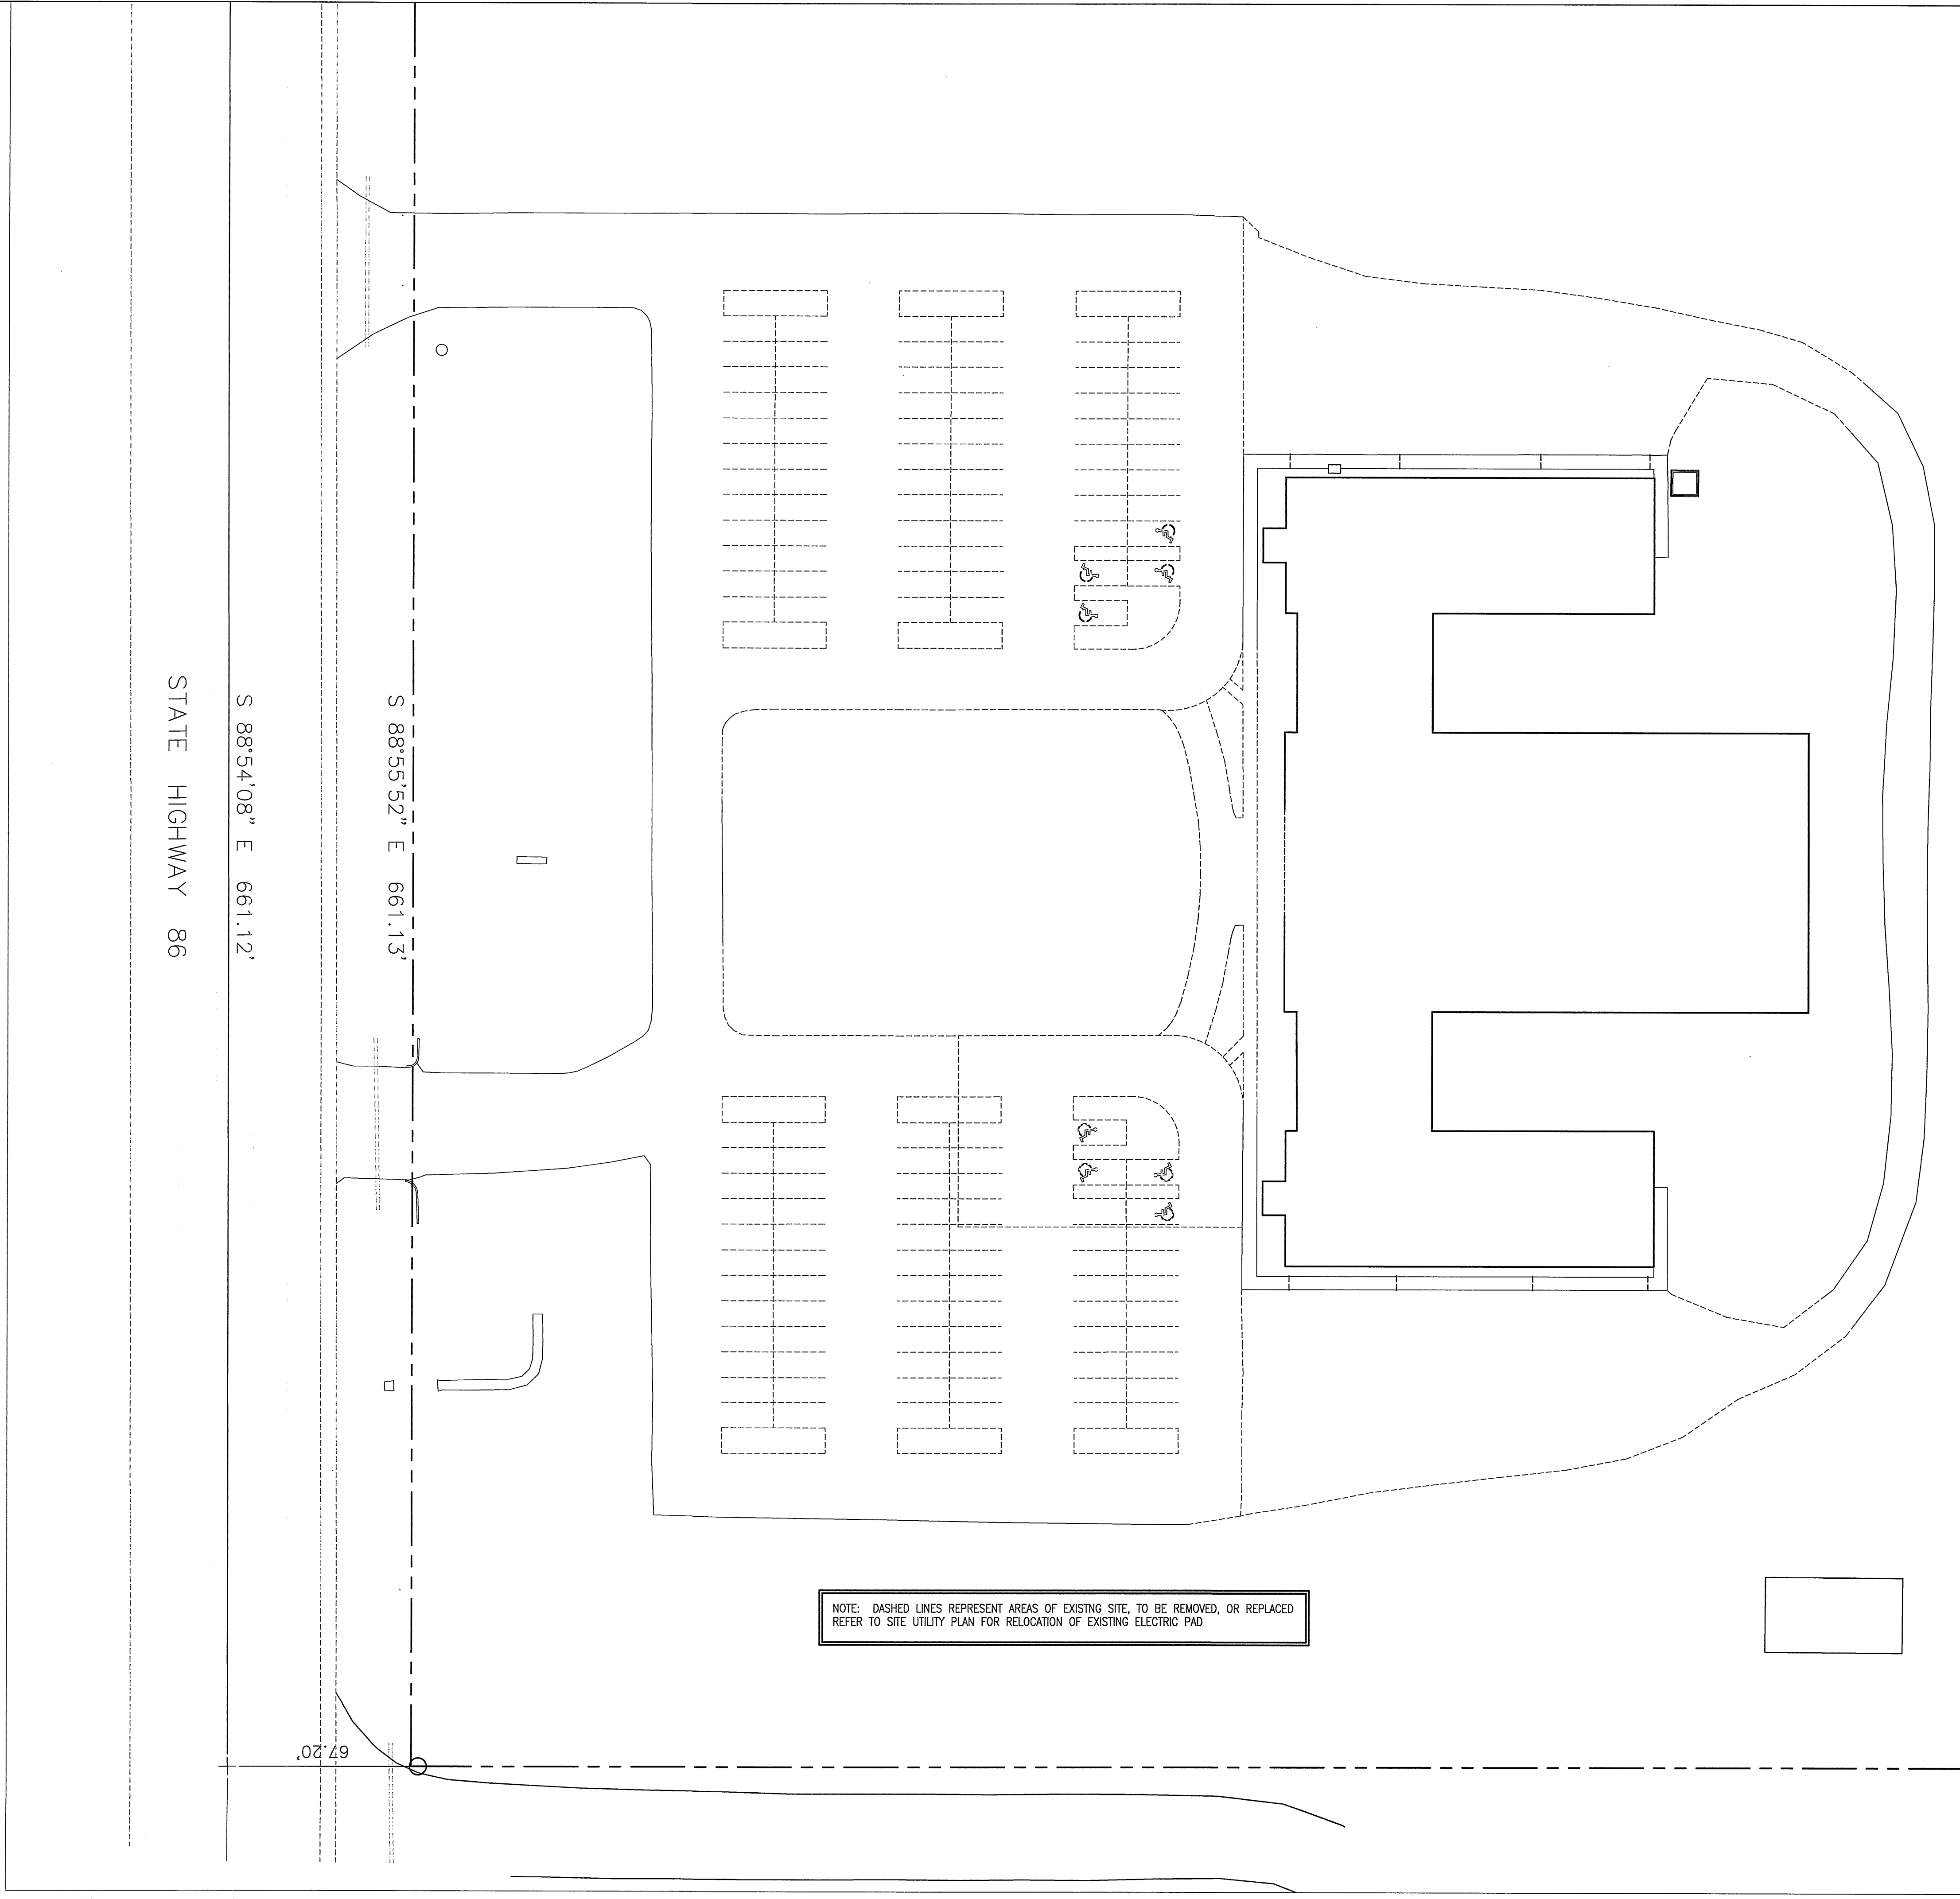 STATE HIGHWAY 86
S 88°54'08" E 661.12'
S 88°55'52" E 661.13'
67.20'
NOTE: DASHED LINES REPRESENT AREAS OF EXISTNG SITE, TO BE REMOVED, OR REPLACED
REFER TO SITE UTILITY PLAN FOR RELOCATION OF EXISTING ELECTRIC PAD